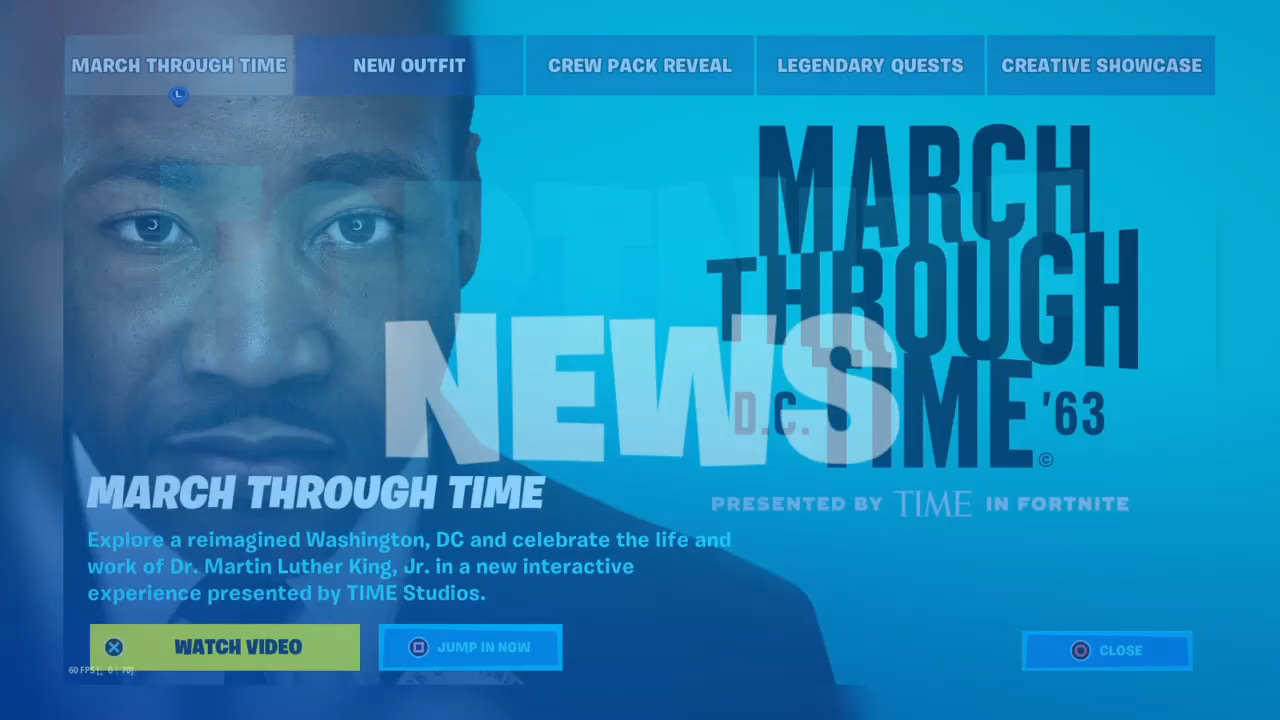 MARCH THROUGH TIME
NEW OUTFIT
CREW PACK REVEAL
LEGENDARY QUESTS
CREATIVE SHOWCASE
L
MARCH
THROUGH
TIME
D.C.
'63
©
PRESENTED BY TIME IN FORTNITE
NEWS
MARCH THROUGH TIME
Explore a reimagined Washington, DC and celebrate the life and
work of Dr. Martin Luther King, Jr. in a new interactive
experience presented by TIME Studios.
WATCH VIDEO
JUMP IN NOW
CLOSE
60 FPS